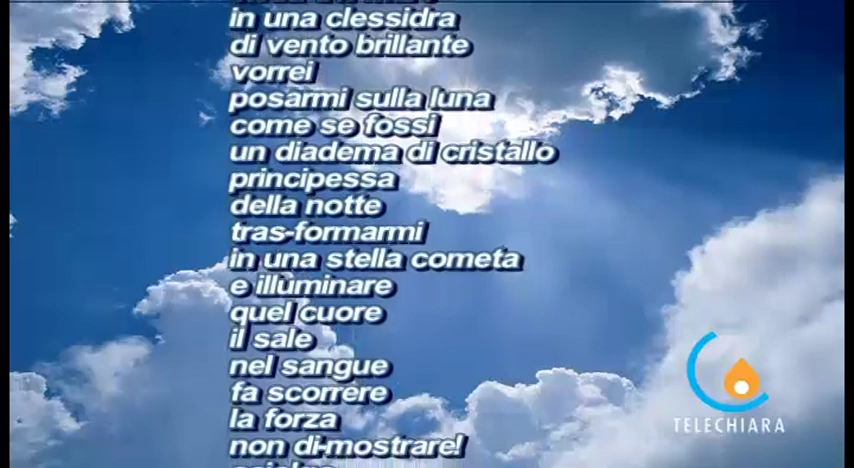 in una clessidra
di vento brillante
vorrei
posarmi sulla luna
come se fossi
un diadema di cristallo
principessa
della notte
tras-formarmi
in una stella cometa
e illuminare
quel cuore
il sale
nel sangue
fa scorrere
la forza
non di-mostrare!
TELECHIARA